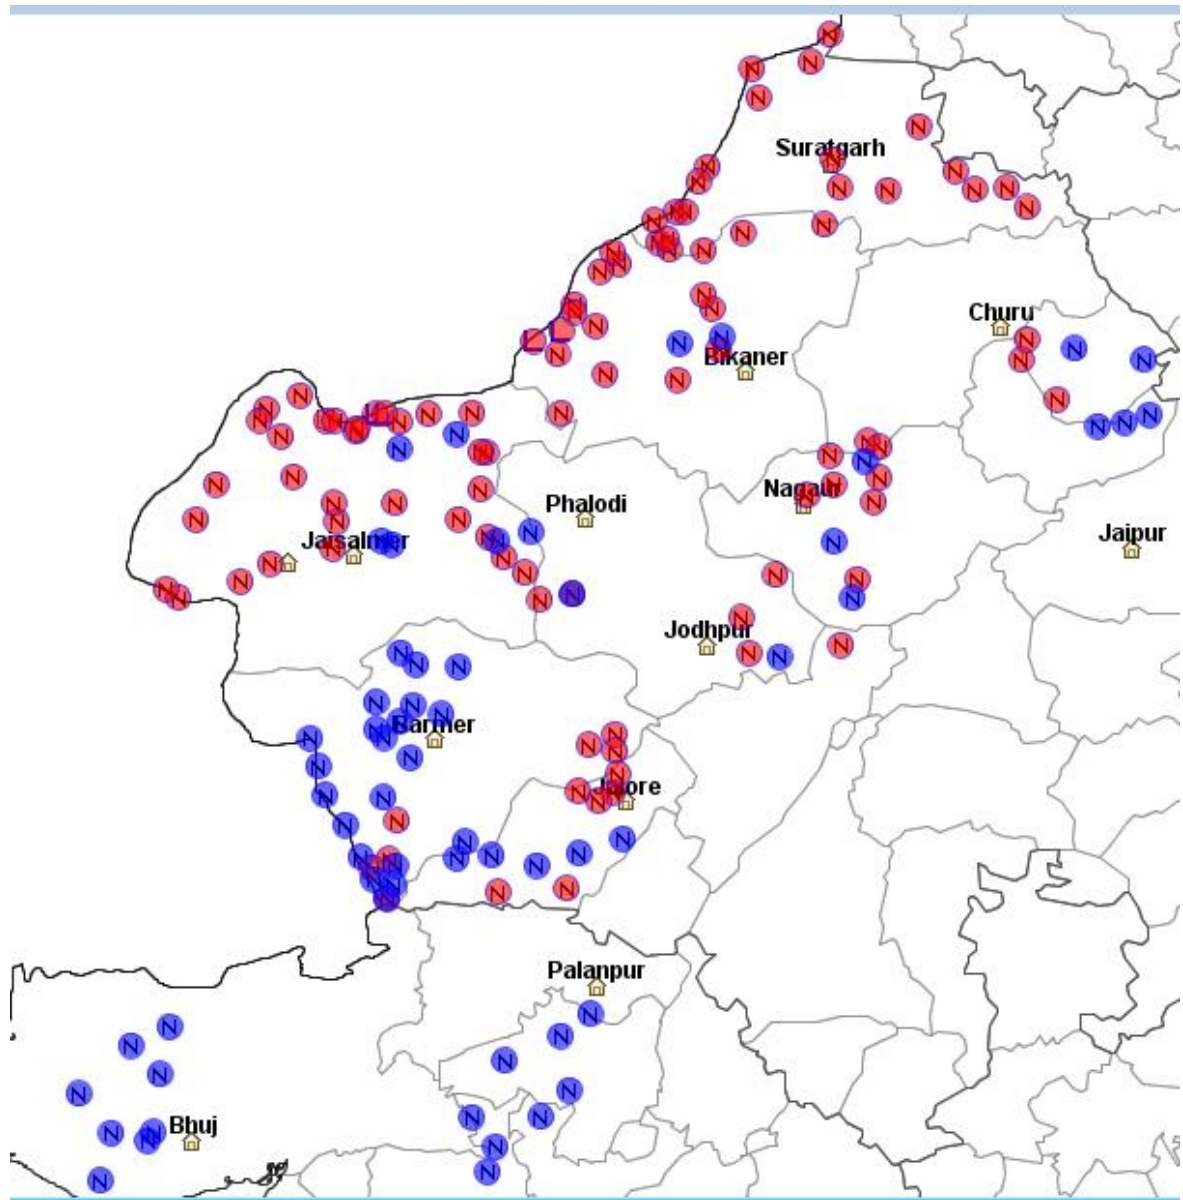 Suratgarh
Churu
Bikaner
Nagaur
Phalodi
Jaipur
Jaisalmer
Jodhpur
Barmer
Jalore
Palanpur
Bhuj
N